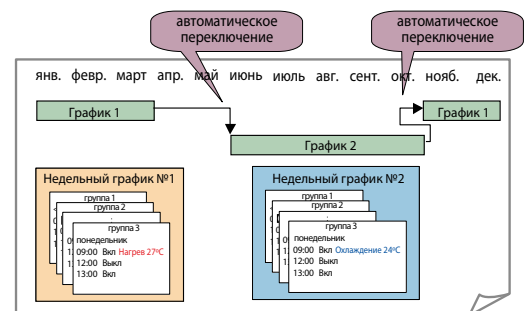 автоматическое
переключение
автоматическое
переключение
янв. февр. март апр. май июнь июль авг. сент. окт. нояб. дек.
График 1
График 1
График 2
Недельный график №1
группа 1
группа 2
группа 3
понедельник
09:00 Вкл Нагрев 27ºC
12:00 Выкл
13:00 Вкл
Недельный график №2
группа 1
группа 2
группа 3
понедельник
09:00 Вкл Охлаждение 24ºC
12:00 Выкл
13:00 Вкл